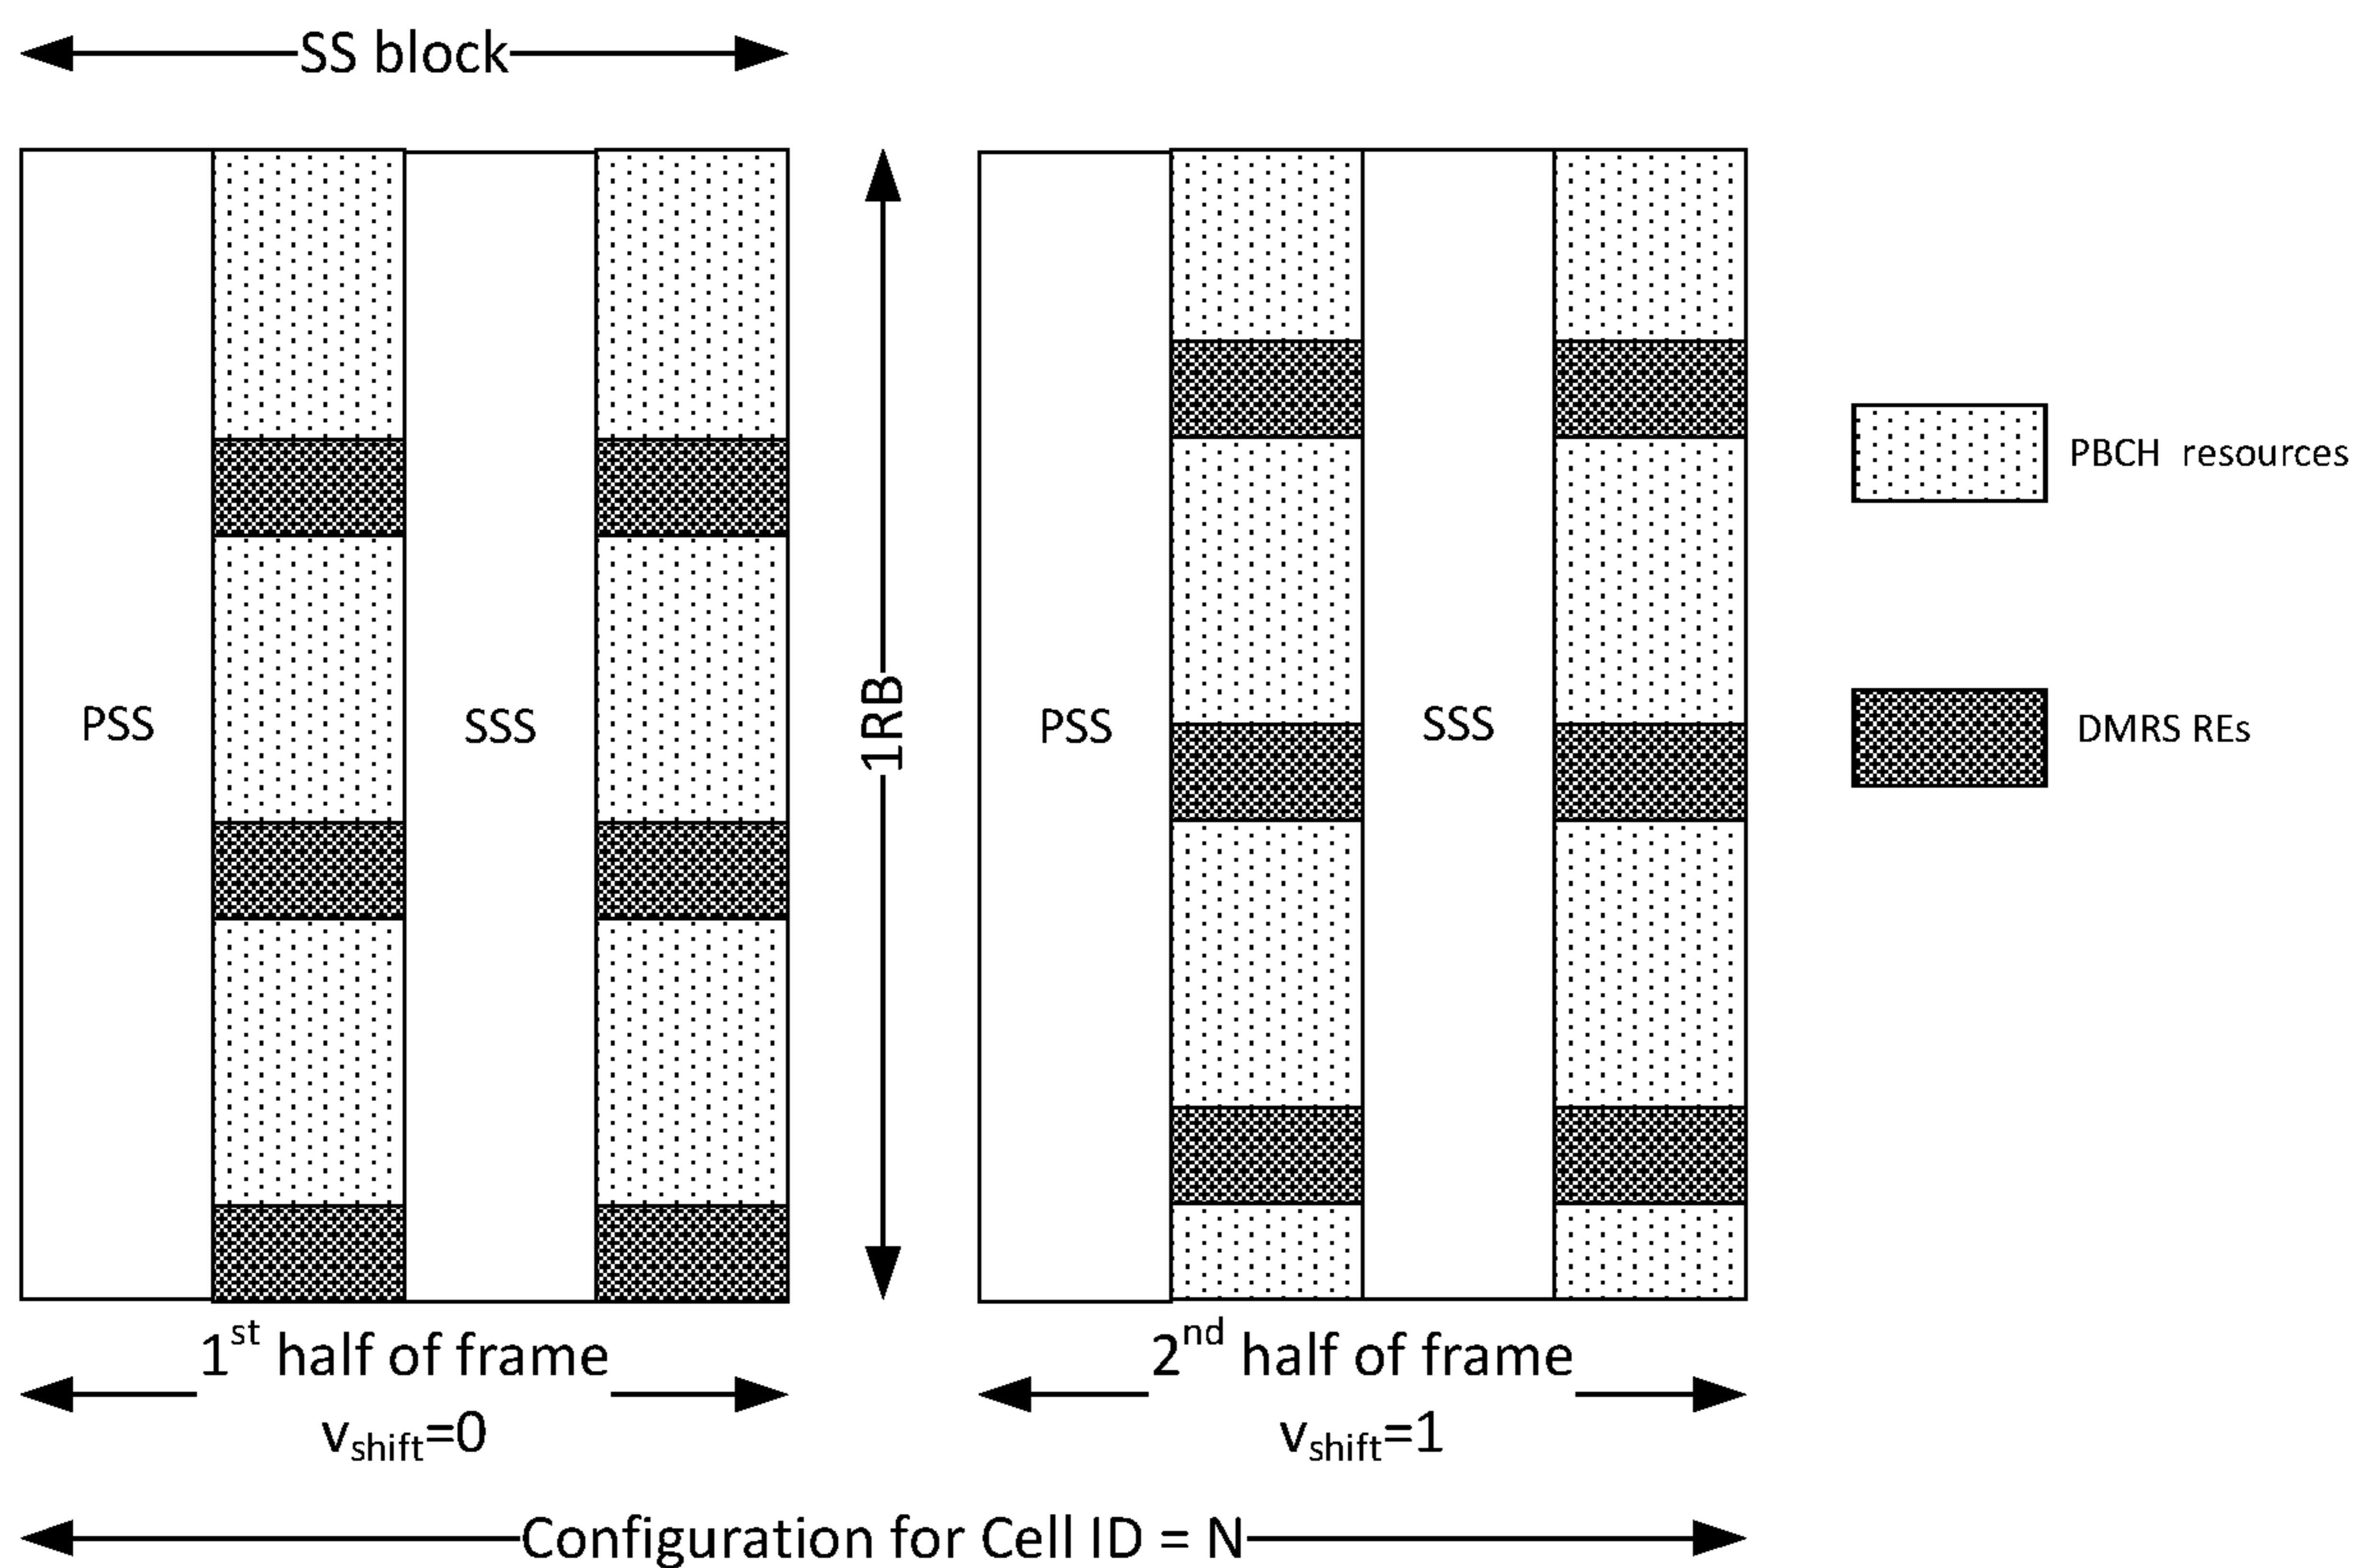 SS block
PSS
SSS
1RB
PSS
SSS
PBCH resources
DMRS REs
1st half of frame
vshift=0
2nd half of frame
vshift=1
Configuration for Cell ID = N